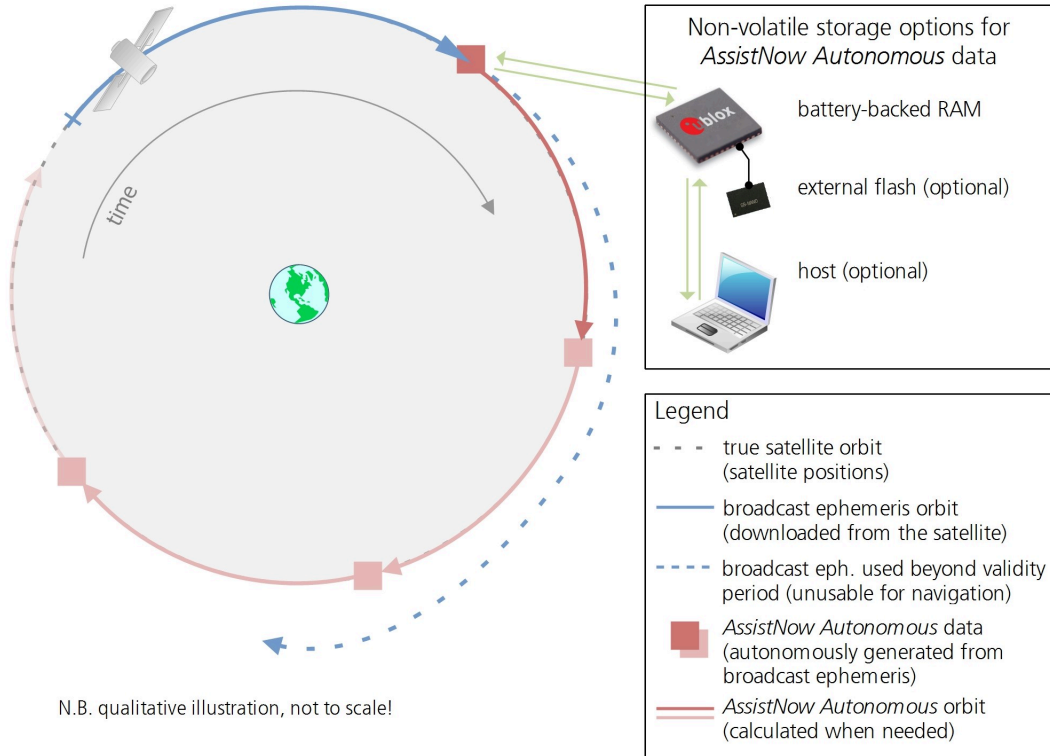 Non-volatile storage options for
AssistNow Autonomous data
battery-backed RAM
ublox
external flash (optional)
host (optional)
time
Legend
true satellite orbit
(satellite positions)
broadcast ephemeris orbit
(downloaded from the satellite)
broadcast eph. used beyond validity
period (unusable for navigation)
AssistNow Autonomous data
(autonomously generated from
broadcast ephemeris)
AssistNow Autonomous orbit
(calculated when needed)
N.B. qualitative illustration, not to scale!